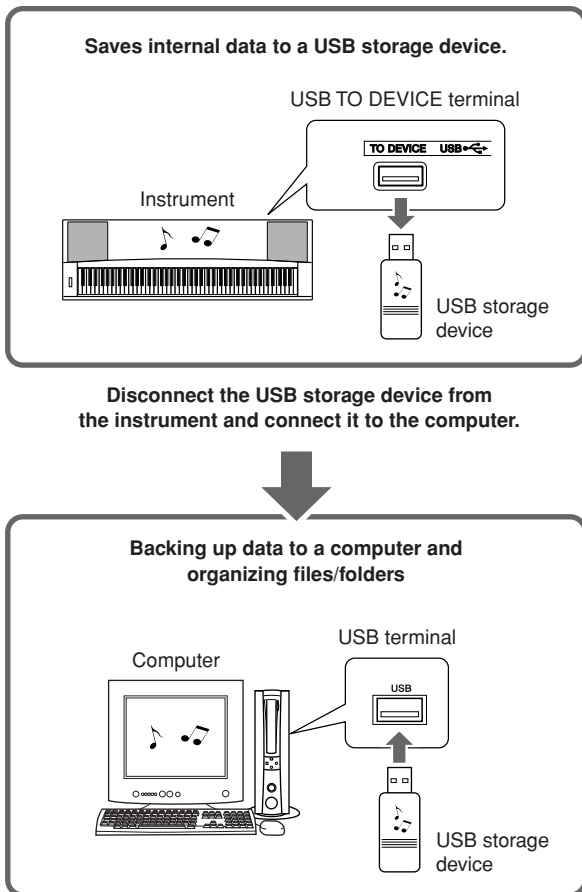 Saves internal data to a USB storage device.
USB TO DEVICE terminal
TO DEVICE USB
Instrument
USB storage
device
Disconnect the USB storage device from
the instrument and connect it to the computer.
Backing up data to a computer and
organizing files/folders
USB terminal
Computer
USB
USB storage
device